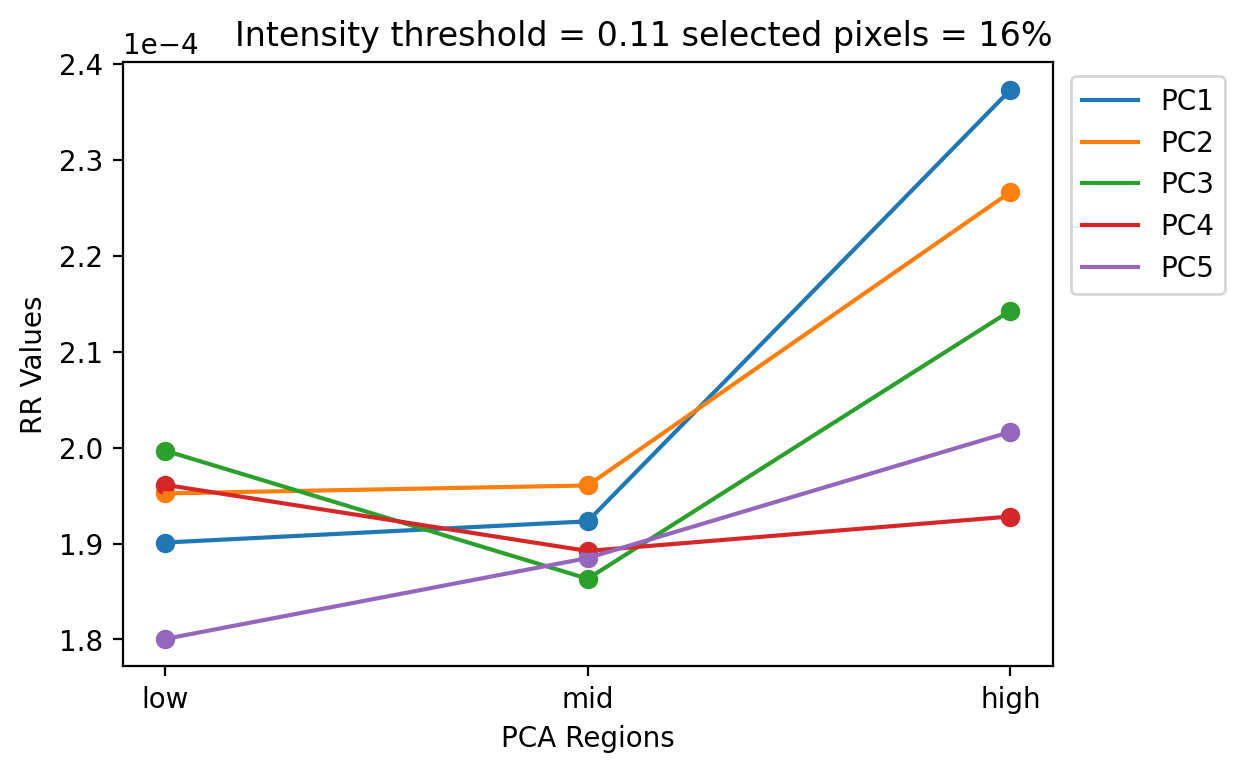 Intensity threshold = 0.11 selected pixels = 16%
1e−4
2.4
2.3
2.2
2.1
2.0
1.9
1.8
RR Values
low mid high
PCA Regions
PC1
PC2
PC3
PC4
PC5